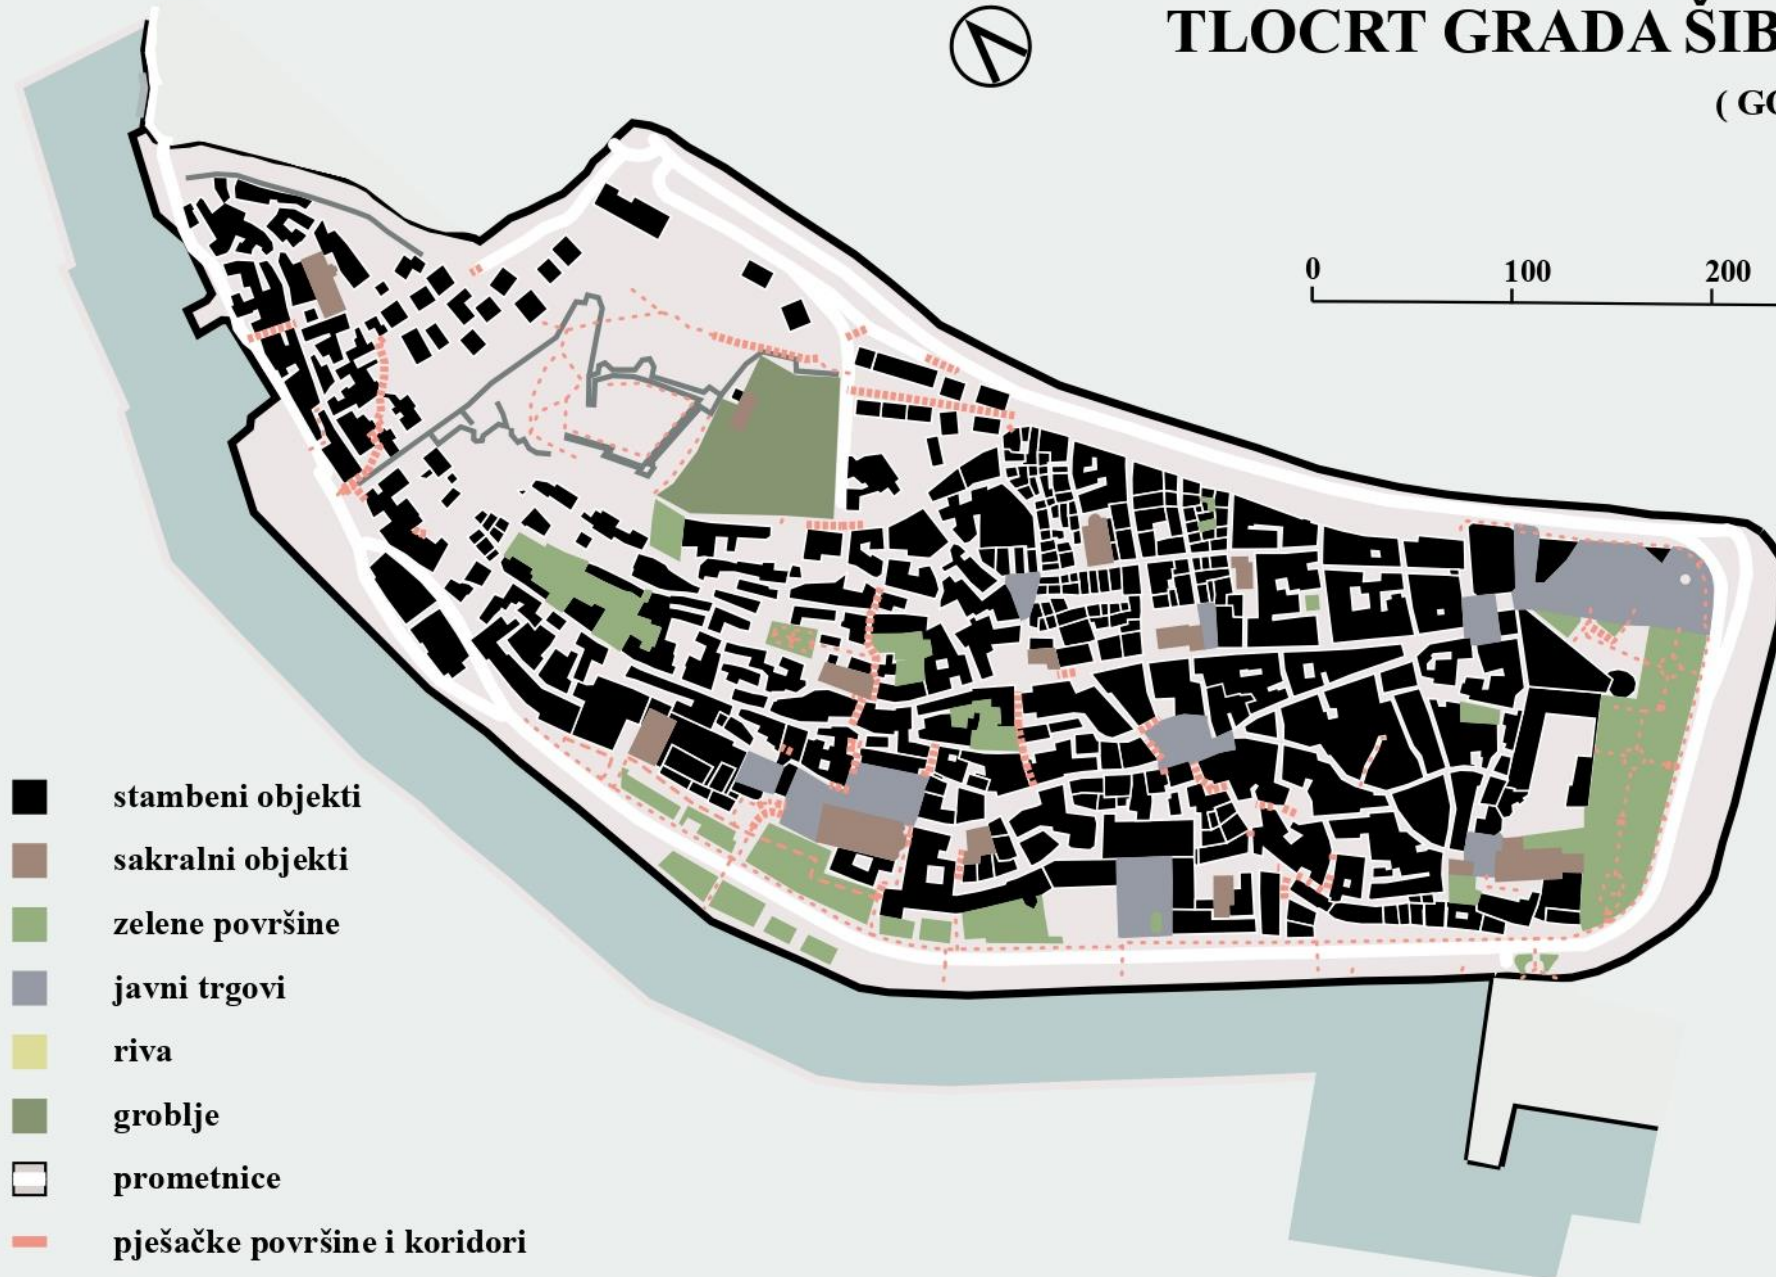 TLOCRT GRADA ŠIB
( GO
0 100 200
stambeni objekti
sakralni objekti
zelene površine
javni trgovi
riva
groblje
prometnice
pješačke površine i koridori